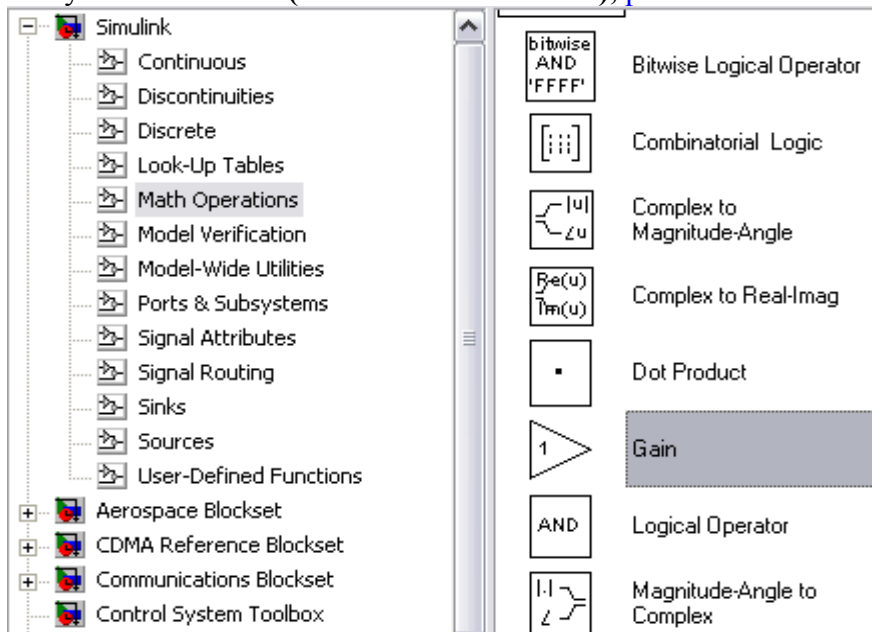 Simulink
Continuous
Discontinuities
Discrete
Look-Up Tables
Math Operations
Model Verification
Model-Wide Utilities
Ports & Subsystems
Signal Attributes
Signal Routing
Sinks
Sources
User-Defined Functions
Aerospace Blockset
CDMA Reference Blockset
Communications Blockset
Control System Toolbox
bitwise
AND
'FFFF'
Bitwise Logical Operator
Combinatorial Logic
|u|
∠u
Complex to
Magnitude-Angle
Re(u)
Im(u)
Complex to Real-Imag
Dot Product
1
Gain
AND
Logical Operator
|.|
∠
Magnitude-Angle to
Complex